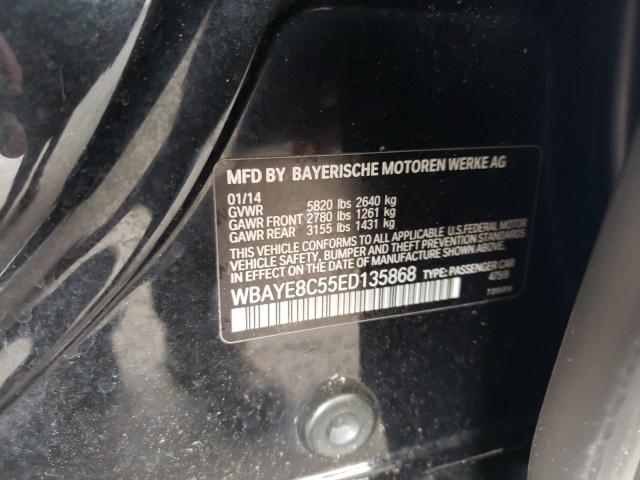 MFD BY BAYERISCHE MOTOREN WERKE AG
01/14
GVWR 5820 lbs 2640 kg
GAWR FRONT 2780 lbs 1261 kg
GAWR REAR 3155 lbs 1431 kg
THIS VEHICLE CONFORMS TO ALL APPLICABLE U.S.FEDERAL MOTOR
VEHICLE SAFETY, BUMPER AND THEFT PREVENTION STANDARDS
IN EFFECT ON THE DATE OF MANUFACTURE SHOWN ABOVE.
WBAYE8C55ED135868 TYPE: PASSENGER CAR